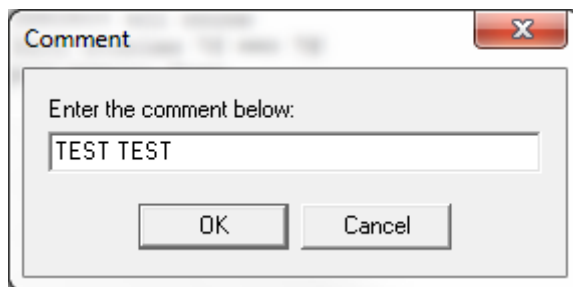 Comment
Enter the comment below:
TEST TEST
OK
Cancel